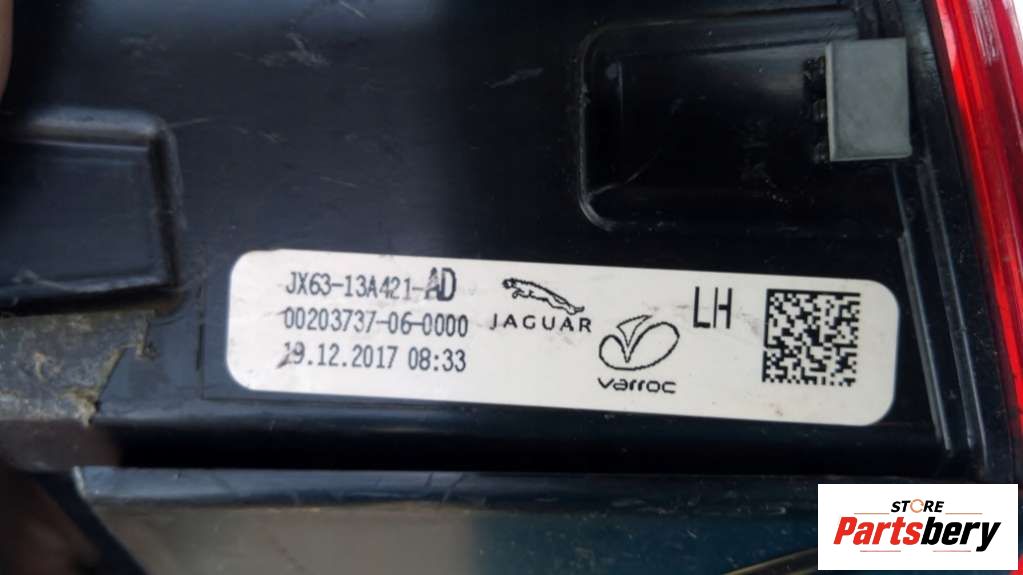 JX63-13A421-AD
00203737-06-0000
19.12.2017 08:33
JAGUAR
varroc
LH
STORE
Partsbery